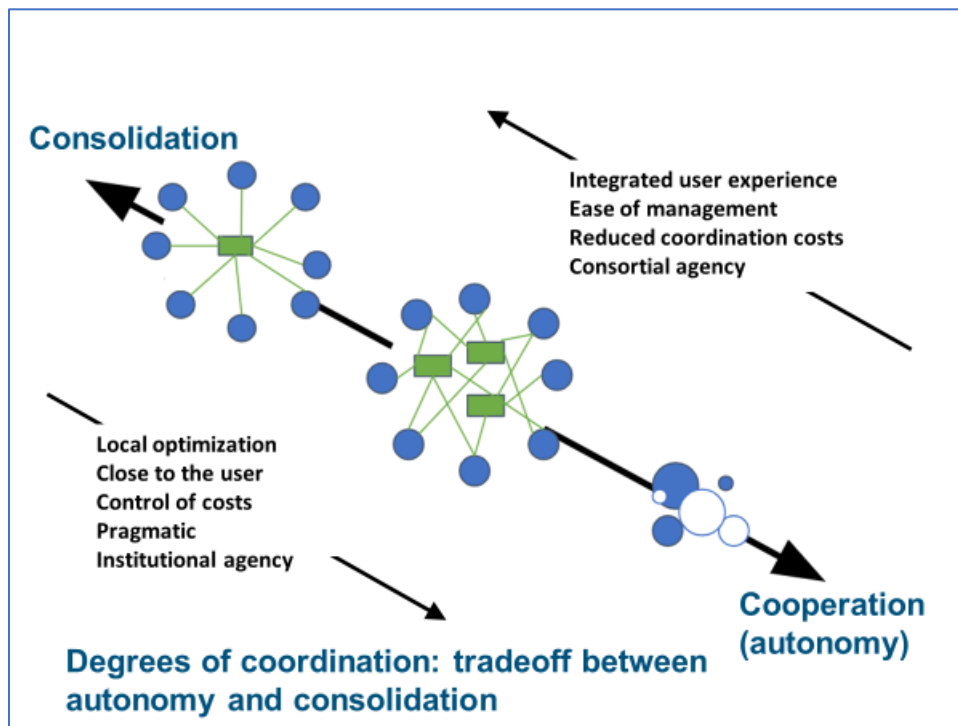 Consolidation
Integrated user experience
Ease of management
Reduced coordination costs
Consortial agency
Local optimization
Close to the user
Control of costs
Pragmatic
Institutional agency
Cooperation
(autonomy)
Degrees of coordination: tradeoff between
autonomy and consolidation